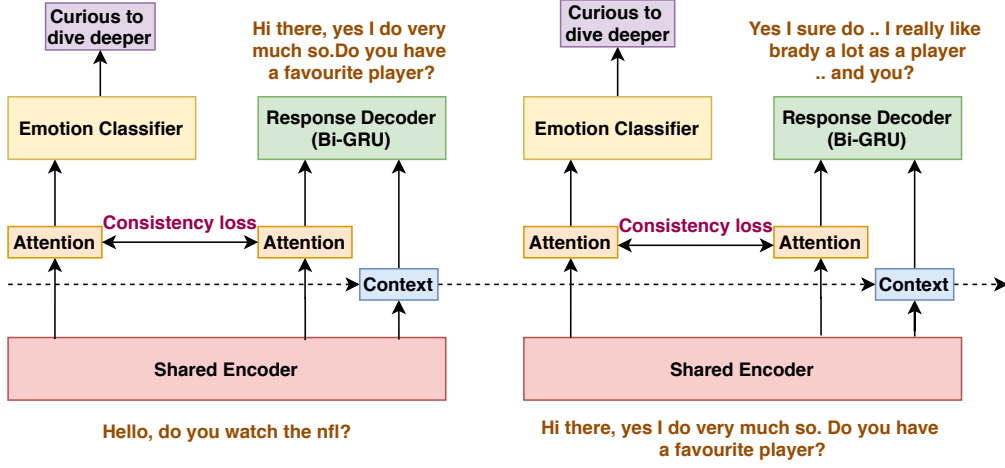 Curious to
dive deeper
Hi there, yes I do very
much so.Do you have
a favourite player?
Emotion Classifier
Response Decoder
(Bi-GRU)
Consistency loss
Attention
Attention
Context
Shared Encoder
Hello, do you watch the nfl?
Curious to
dive deeper
Yes I sure do .. I really like
brady a lot as a player
.. and you?
Emotion Classifier
Response Decoder
(Bi-GRU)
Consistency loss
Attention
Attention
Context
Shared Encoder
Hi there, yes I do very much so. Do you have
a favourite player?